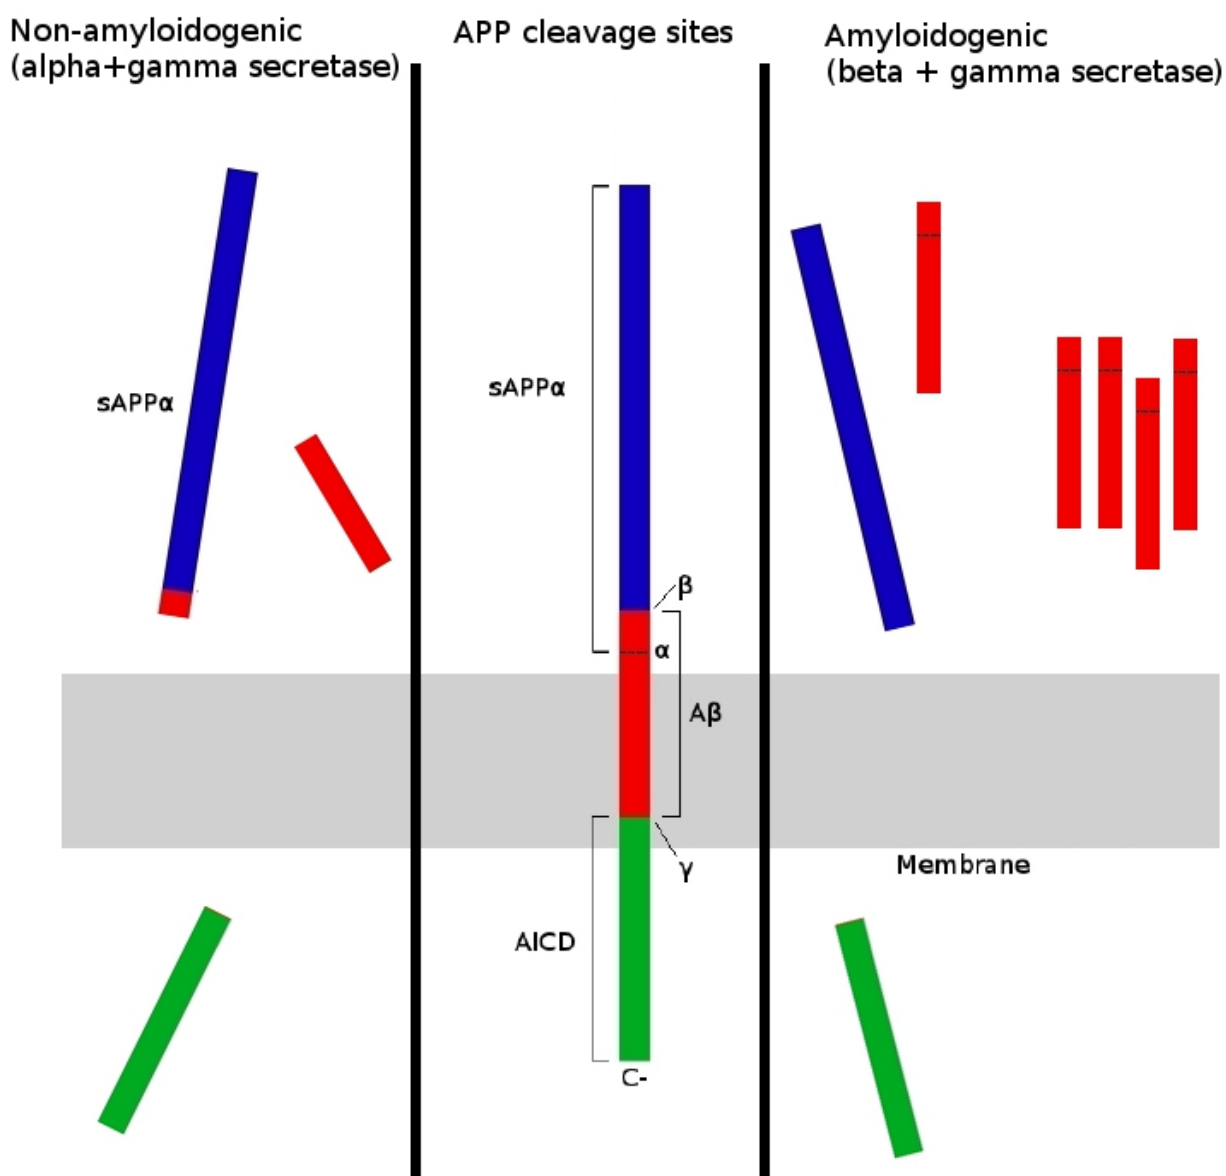 Non-amyloidogenic
(alpha+gamma secretase)
APP cleavage sites
Amyloidogenic
(beta + gamma secretase)
sAPPα
sAPPα
β
α
Aβ
γ
Membrane
AICD
C-